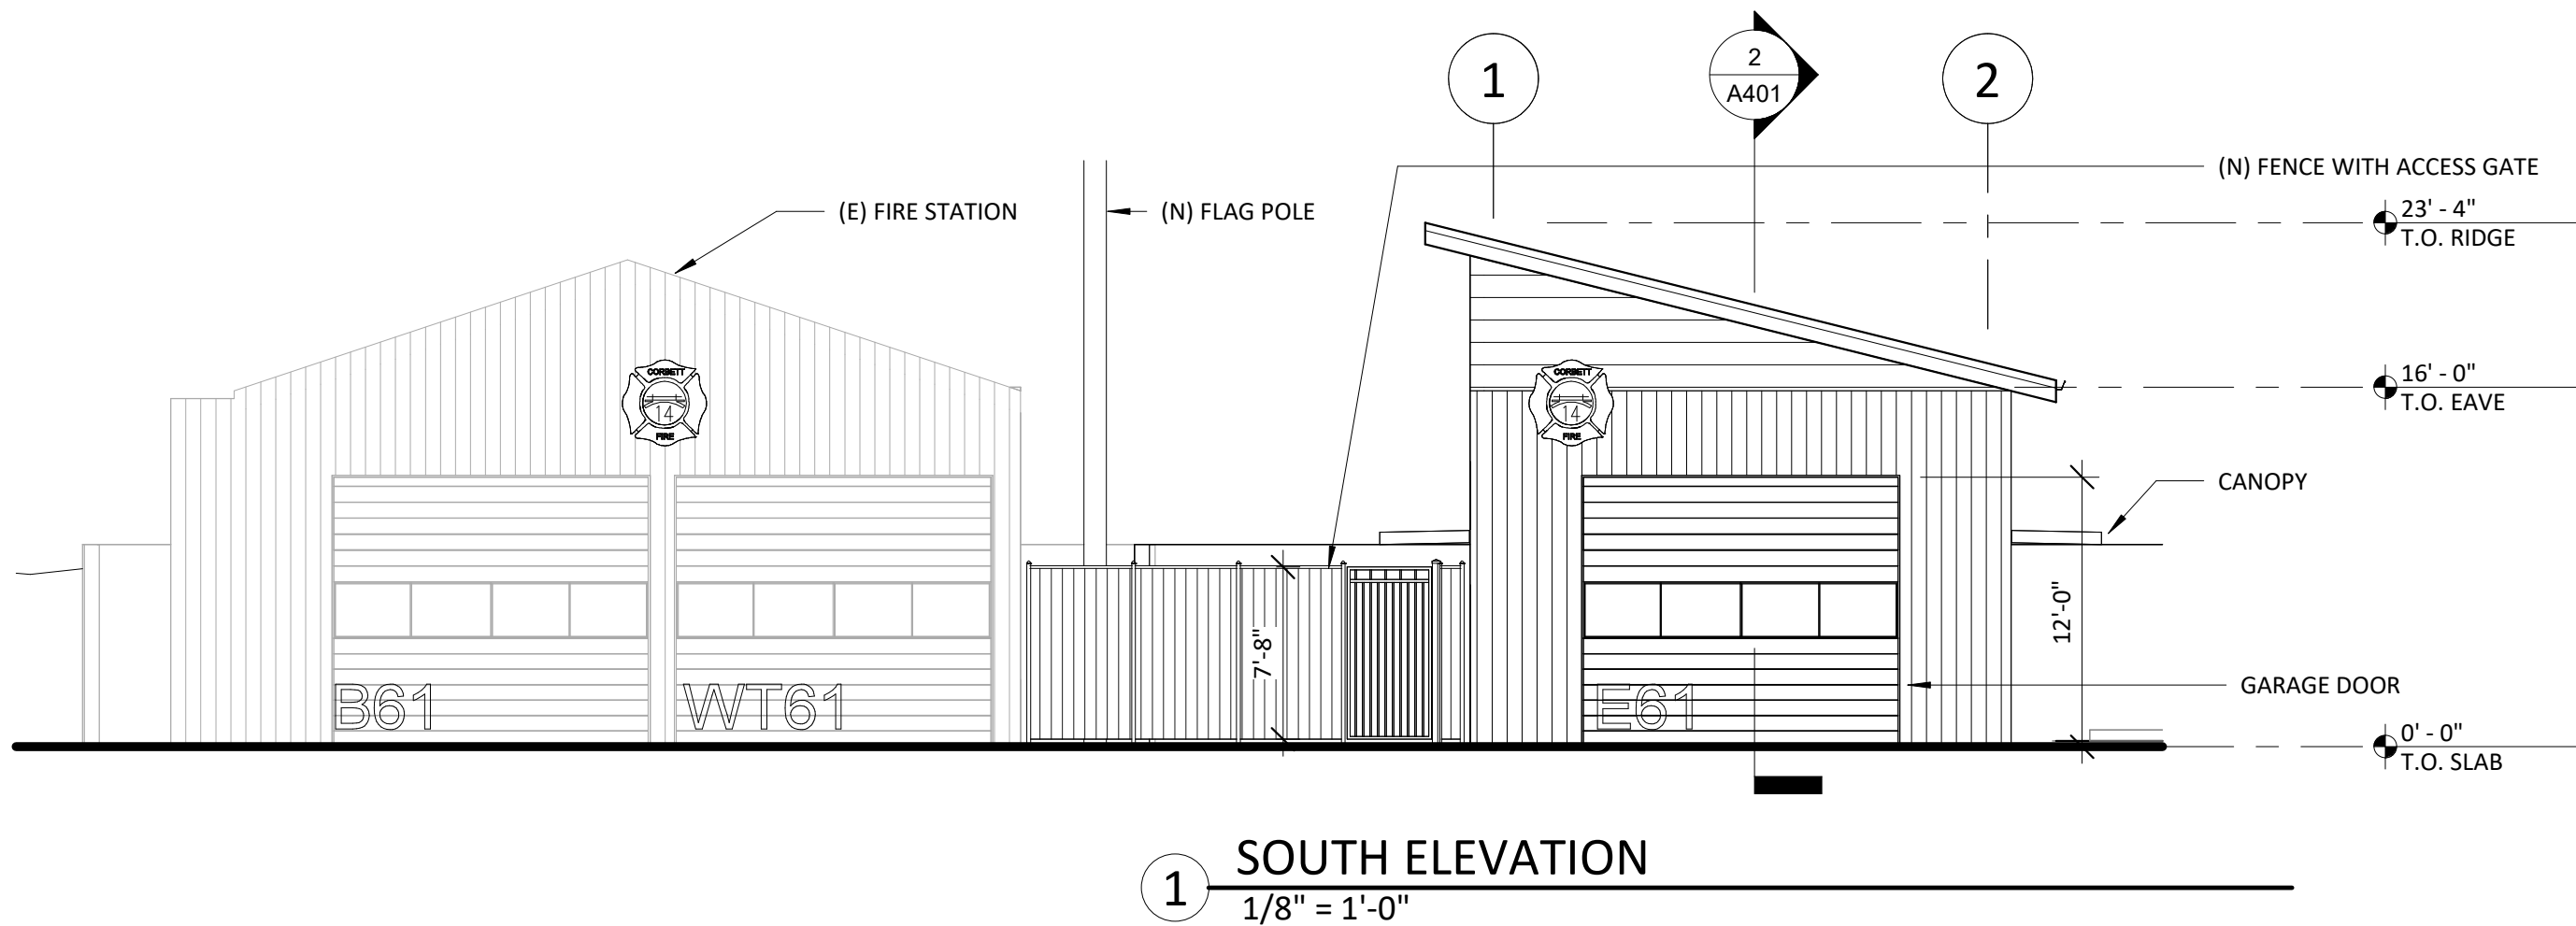 1
2
A401
2
(N) FENCE WITH ACCESS GATE
(E) FIRE STATION
(N) FLAG POLE
23' - 4"
T.O. RIDGE
16' - 0"
T.O. EAVE
CORBETT
14
FIRE
CORBETT
14
FIRE
CANOPY
12'-0"
7'-8"
B61
WT61
E61
GARAGE DOOR
0' - 0"
T.O. SLAB
1
SOUTH ELEVATION
1/8" = 1'-0"